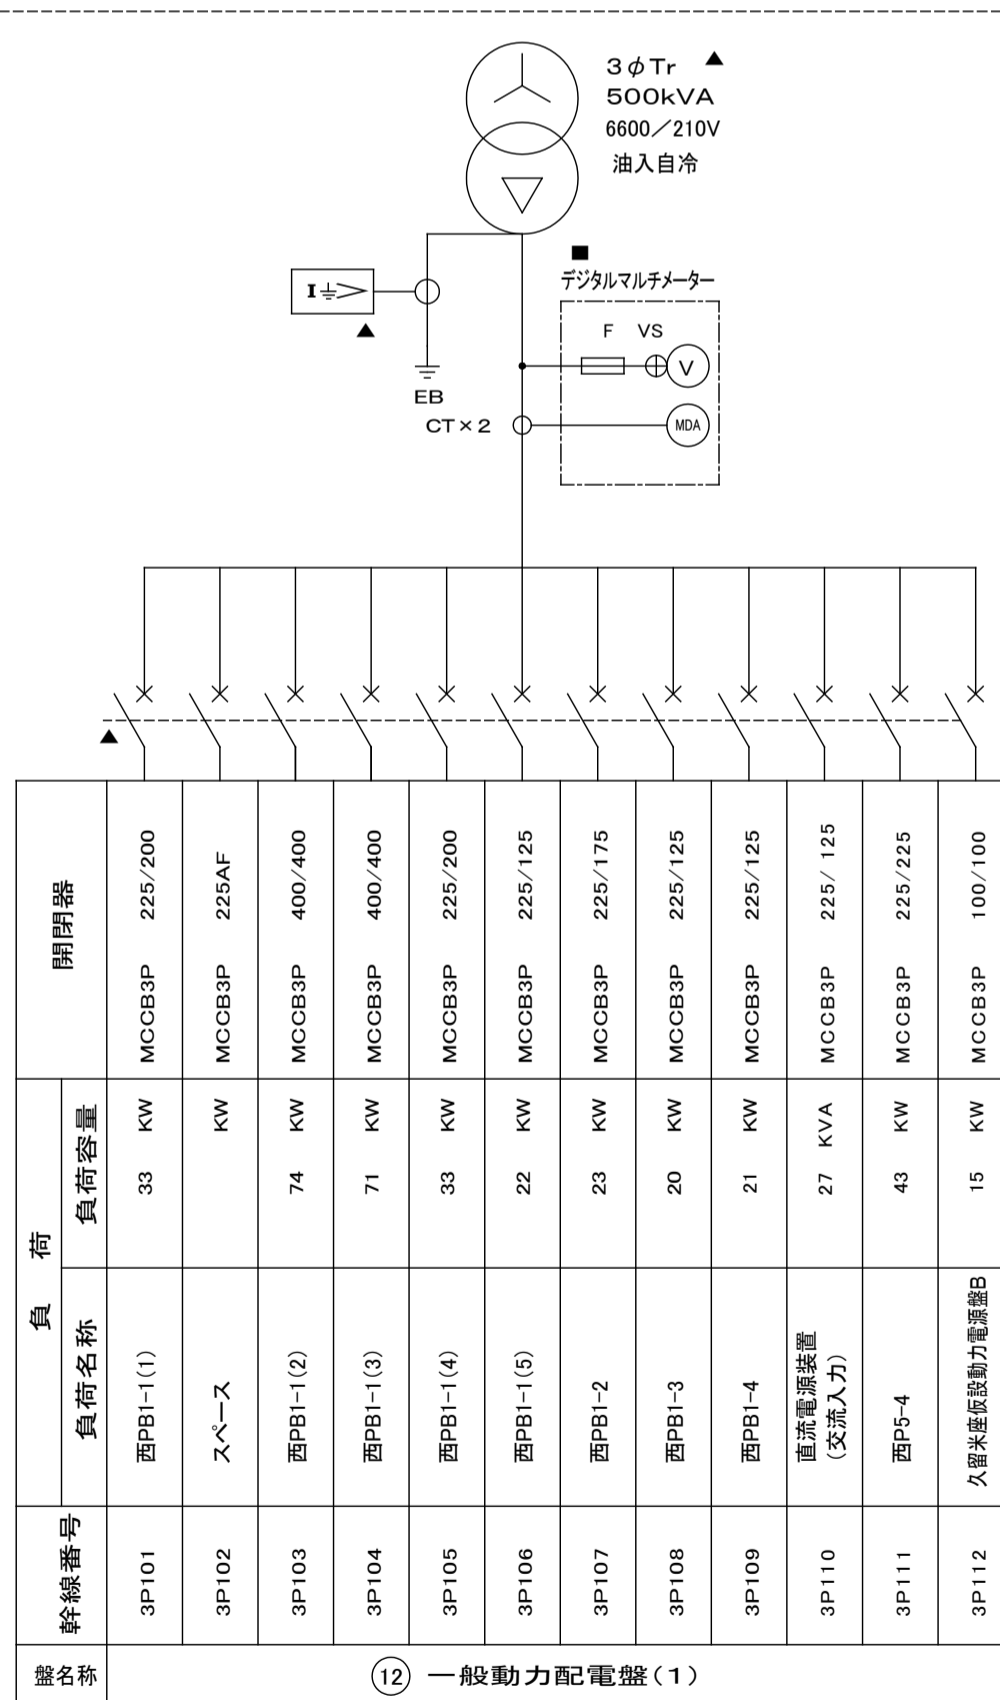 3φTr ▲
500kVA
6600／210V
油入自冷
■
デジタルマルチメーター
I
▲
F VS
V
EB
CT×2
MDA
▲
開閉器
MCCB3P 225/200
MCCB3P 225AF
MCCB3P 400/400
MCCB3P 400/400
MCCB3P 225/200
MCCB3P 225/125
MCCB3P 225/175
MCCB3P 225/125
MCCB3P 225/125
MCCB3P 225/ 125
MCCB3P 225/225
MCCB3P 100/100
負 荷
負荷容量
33 KW
KW
74 KW
71 KW
33 KW
22 KW
23 KW
20 KW
21 KW
27 KVA
43 KW
15 KW
負荷名称
西PB1-1(1)
スペース
西PB1-1(2)
西PB1-1(3)
西PB1-1(4)
西PB1-1(5)
西PB1-2
西PB1-3
西PB1-4
直流電源装置
(交流入力)
西P5-4
久留米座仮設動力電源盤B
幹線番号
3P101
3P102
3P103
3P104
3P105
3P106
3P107
3P108
3P109
3P110
3P111
3P112
盤名称
⑫ 一般動力配電盤(1)